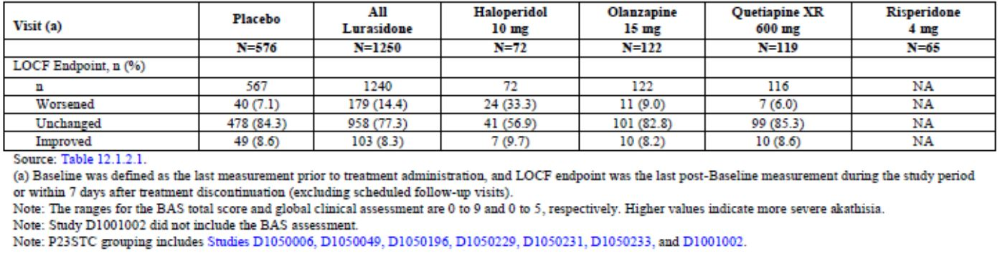 Visit (a) Placebo All Lurasidone Haloperidol 10 mg Olanzapine 15 mg Quetiapine XR 600 mg Risperidone 4 mg
N=576 N=1250 N=72 N=122 N=119 N=65
LOCF Endpoint, n (%)
n 567 1240 72 122 116 NA
Worsened 40 (7.1) 179 (14.4) 24 (33.3) 11 (9.0) 7 (6.0) NA
Unchanged 478 (84.3) 958 (77.3) 41 (56.9) 101 (82.8) 99 (85.3) NA
Improved 49 (8.6) 103 (8.3) 7 (9.7) 10 (8.2) 10 (8.6) NA
Source: Table 12.1.2.1.
(a) Baseline was defined as the last measurement prior to treatment administration, and LOCF endpoint was the last post-Baseline measurement during the study period
or within 7 days after treatment discontinuation (excluding scheduled follow-up visits).
Note: The ranges for the BAS total score and global clinical assessment are 0 to 9 and 0 to 5, respectively. Higher values indicate more severe akathisia.
Note: Study D1001002 did not include the BAS assessment.
Note: P23STC grouping includes Studies D1050006, D1050049, D1050196, D1050229, D1050231, D1050233, and D1001002.